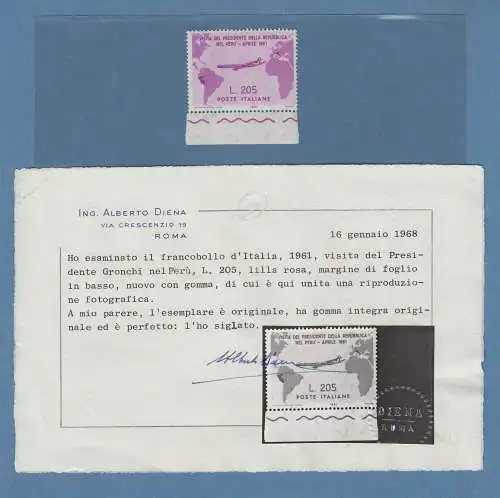 VISITA DEL PRESIDENTE DELLA REPUBBLICA
NEL PERU' - APRILE 1961
L. 205
POSTE ITALIANE
ING. ALBERTO DIENA
VIA CRESCENZIO 19
ROMA
16 gennaio 1968
Ho esaminato il francobollo d'Italia, 1961, visita del Presi-
dente Gronchi nel Perù, L. 205, lilla rosa, margine di foglio
in basso, nuovo con gomma, di cui è qui unita una riproduzio-
ne fotografica.
A mio parere, l'esemplare è originale, ha gomma integra origi-
nale ed è perfetto: l'ho siglato.
VISITA DEL PRESIDENTE DELLA REPUBBLICA
NEL PERU' - APRILE 1961
L. 205
POSTE ITALIANE
DIENA
ROMA